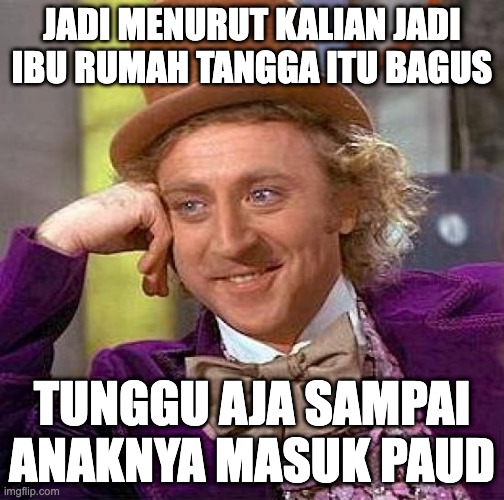 JADI MENURUT KALIAN JADI
IBU RUMAH TANGGA ITU BAGUS
TUNGGU AJA SAMPAI
ANAKNYA MASUK PAUD
imgflip.com